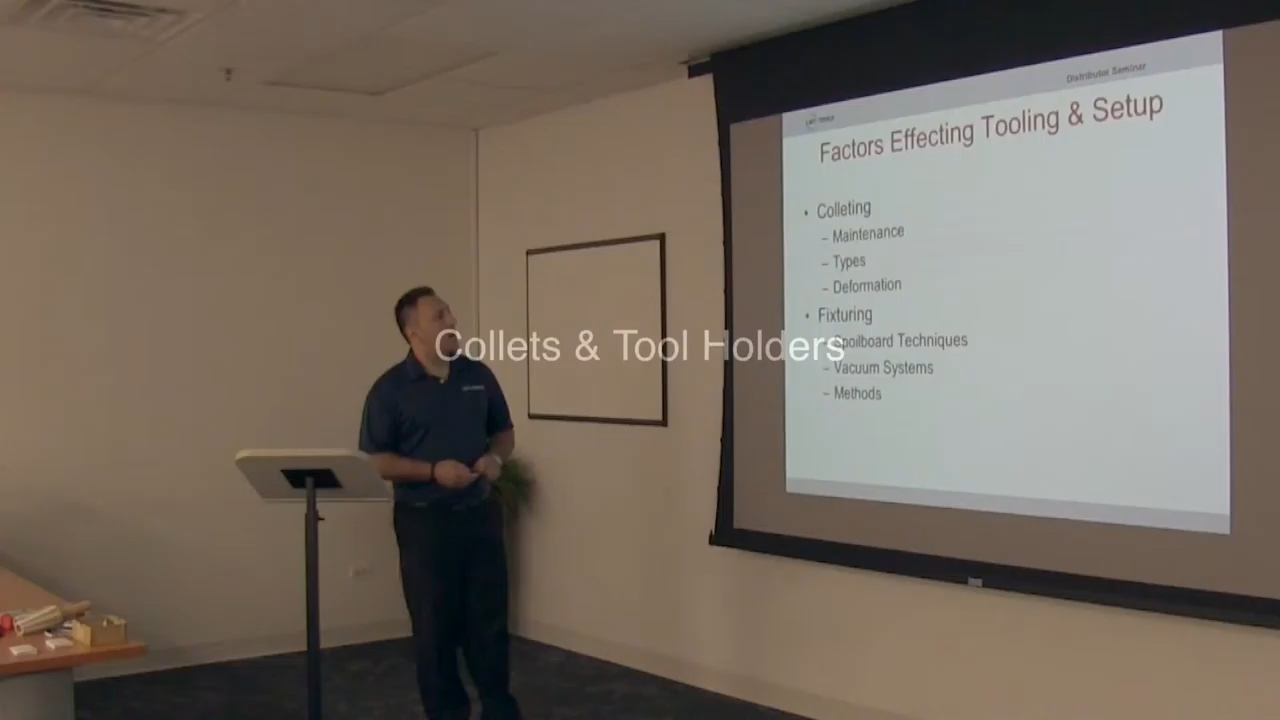 Distributor Seminar
Factors Effecting Tooling & Setup
• Colleting
– Maintenance
– Types
– Deformation
• Fixturing
– Spoilboard Techniques
– Vacuum Systems
– Methods
Collets & Tool Holders